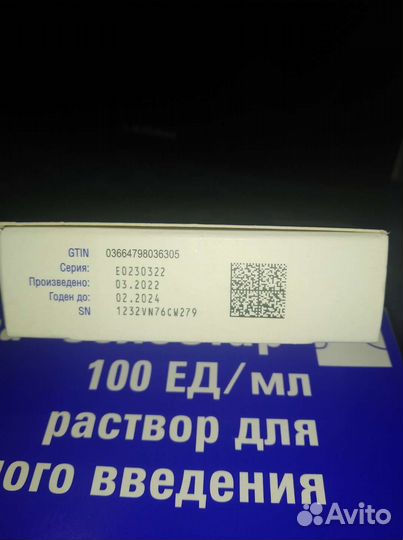 GTIN 03664798036305
Серия: E0230322
Произведено: 03.2022
Годен до: 02.2024
SN 1232VN76CW279
100 ЕД/мл
раствор для
ного введения
Avito